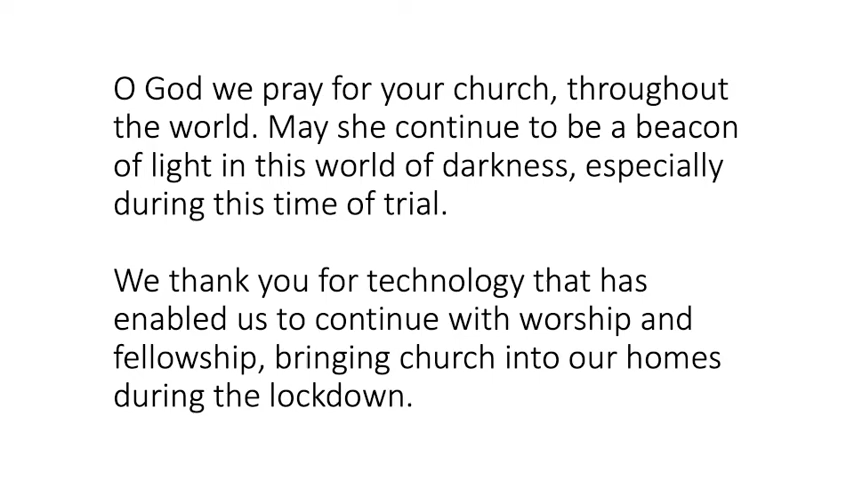 O God we pray for your church, throughout
the world. May she continue to be a beacon
of light in this world of darkness, especially
during this time of trial.
We thank you for technology that has
enabled us to continue with worship and
fellowship, bringing church into our homes
during the lockdown.